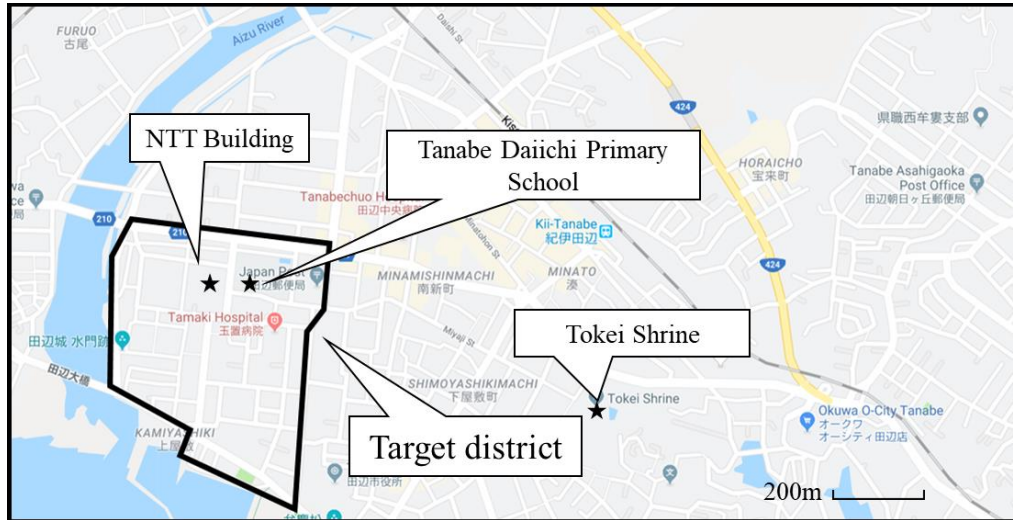 FURUO
古尾
Aizu River
Daishi St
424
NTT Building
Tanabe Daiichi Primary
School
県職西牟婁支部
HORAICHO
宝来町
Tanabe Asahigaoka
Post Office
田辺朝日ヶ丘郵便局
Tanabechuo
田辺中央病院
210
210
Kii-Tanabe
紀伊田辺
424
Japan Post
田辺郵便局
MINAMISHINMACHI
南新町
MINATO
湊
Tamaki Hospital
玉置病院
田辺城 水門跡
Miyaji St
Tokei Shrine
田辺大橋
SHIMOYASHIKIMACHI
下屋敷町
Tokei Shrine
Okuwa O-City Tanabe
オークワ
オーシティ田辺店
KAMIYASHIKI
上屋敷
Target district
田辺市役所
200m